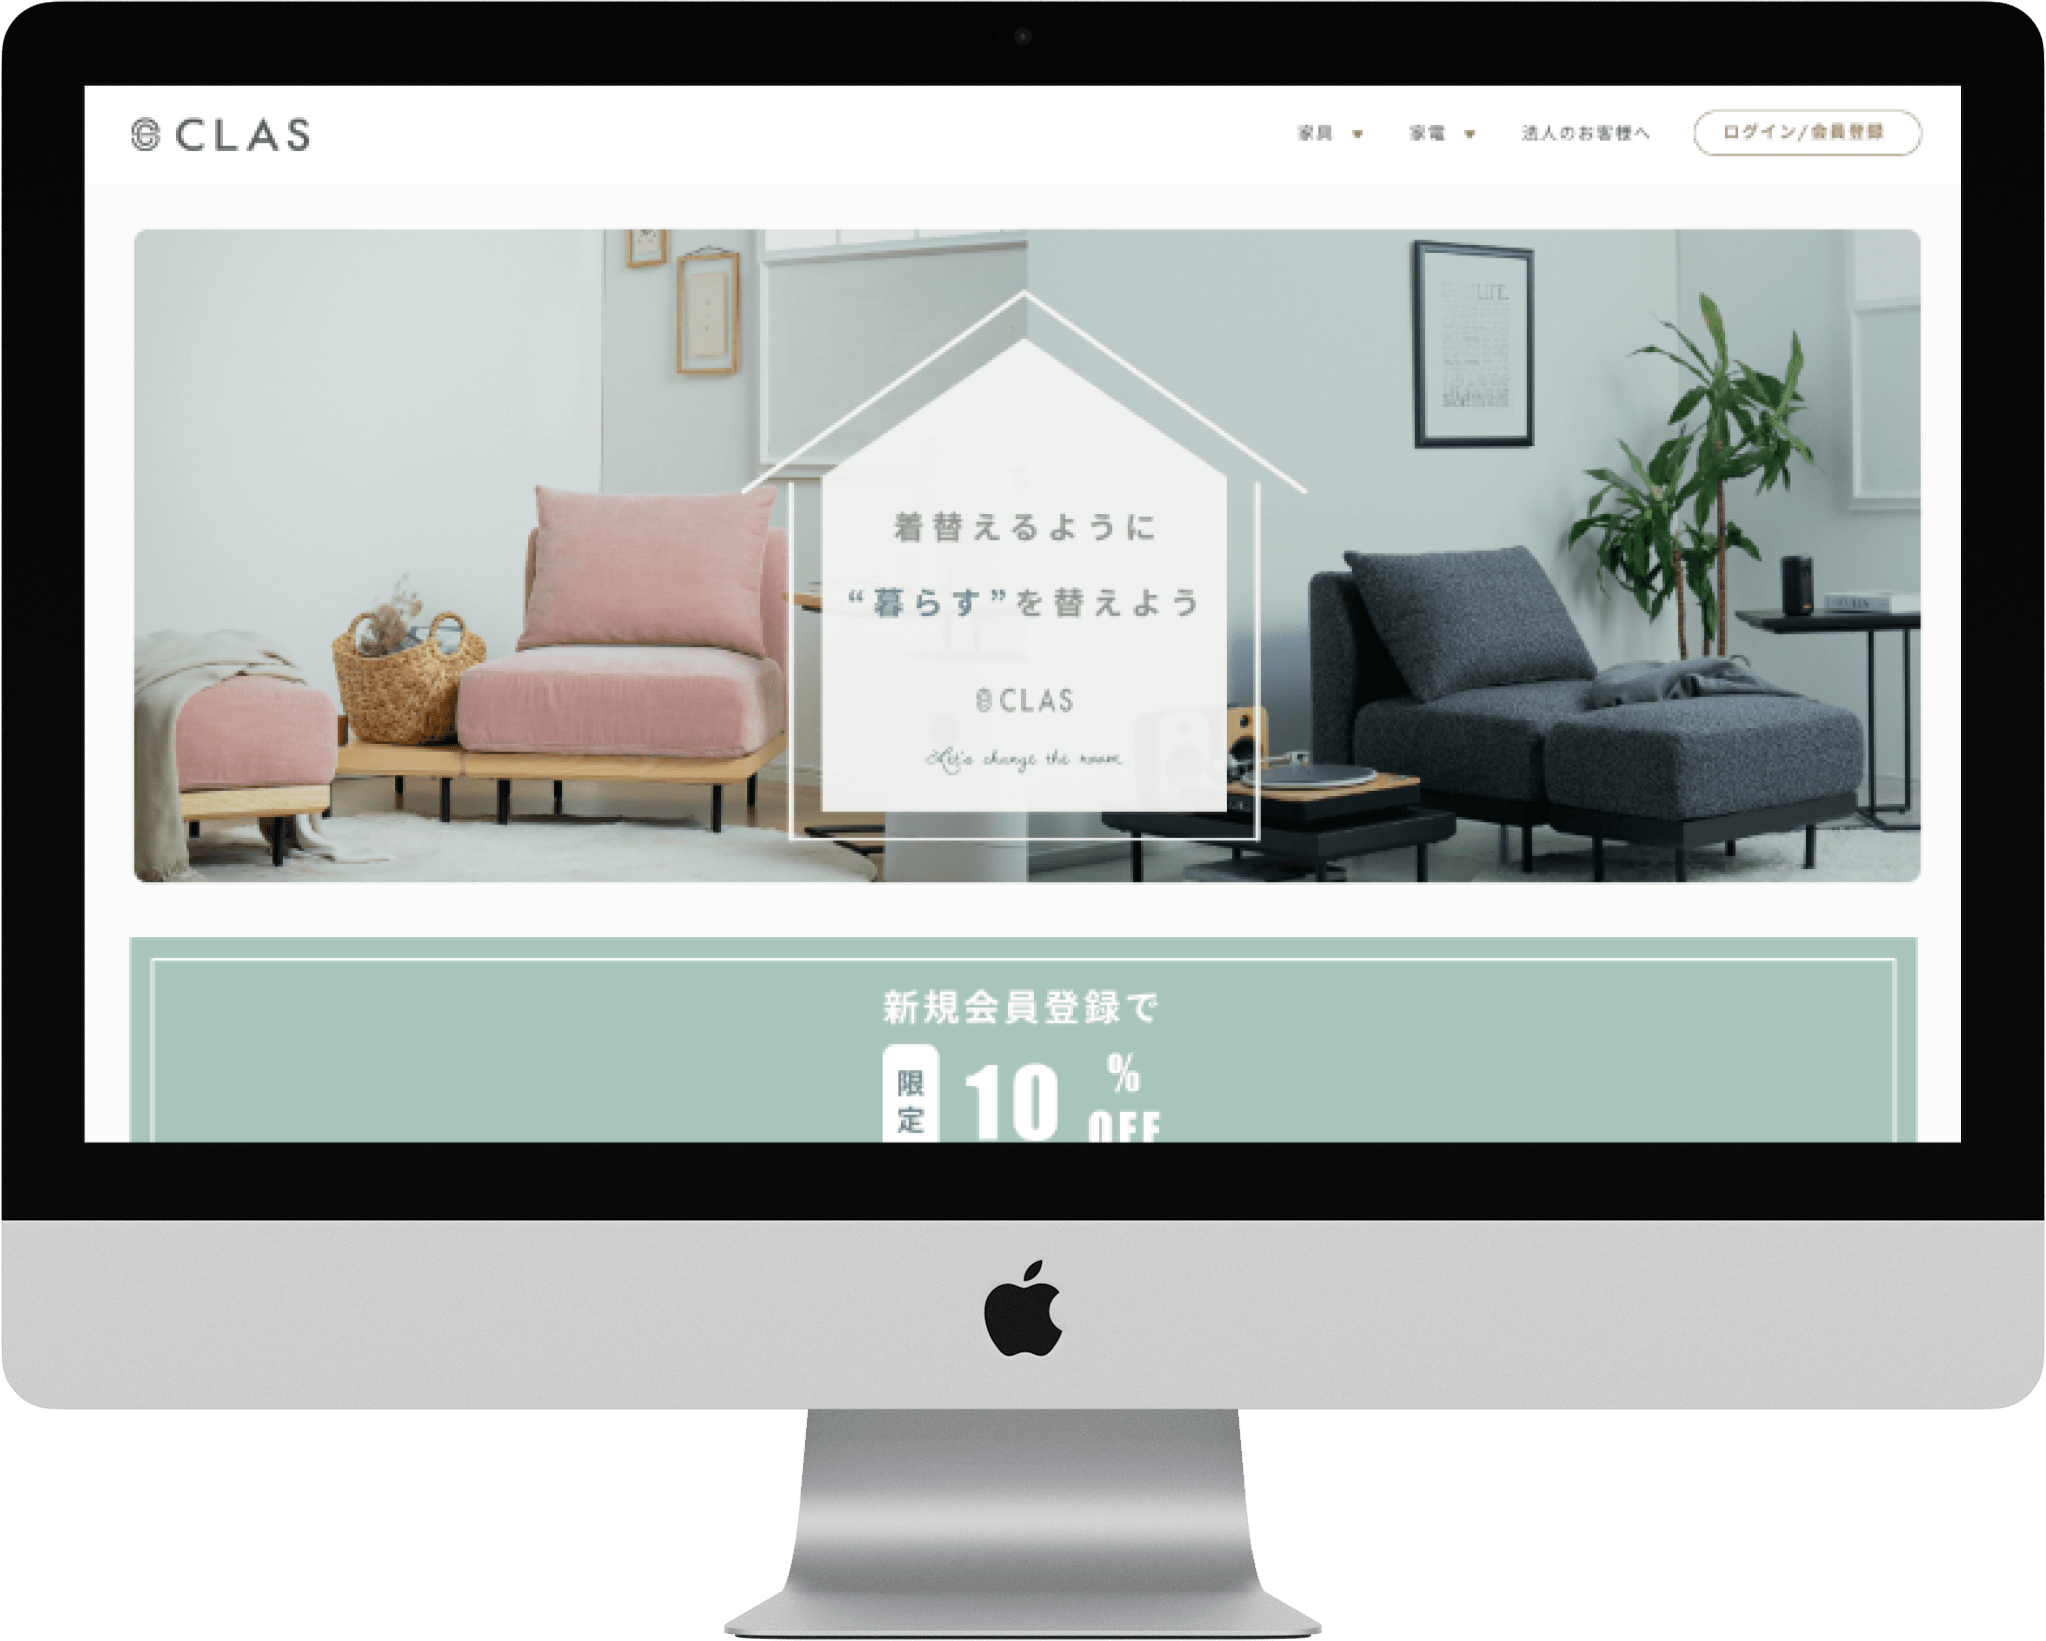 CLAS
家具
家電
法人のお客様へ
ログイン/会員登録
LIFE.
着替えるように
“暮らす”を替えよう
CLAS
Let's change the room.
新規会員登録で
限定
10
%
OFF